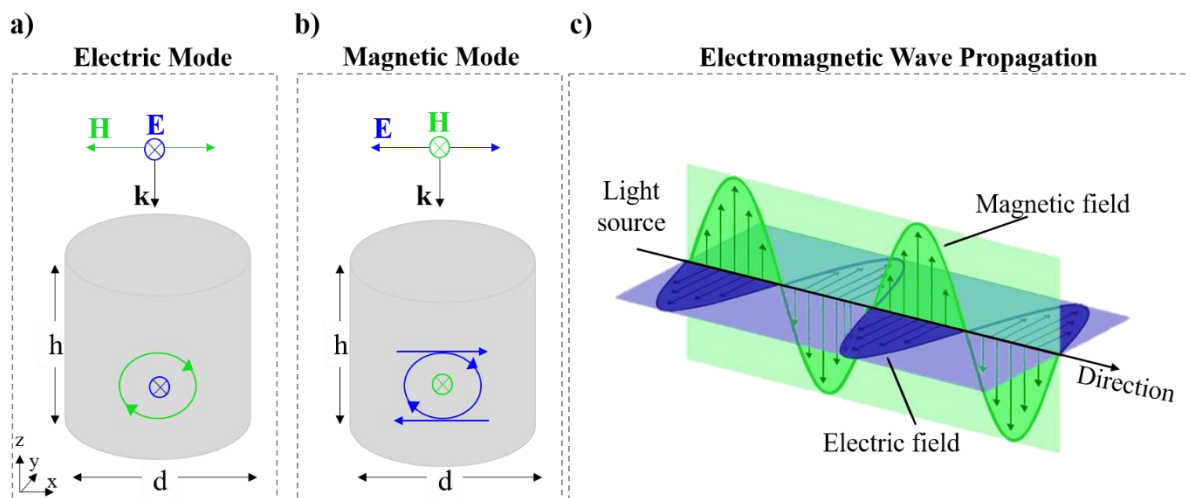 a)
Electric Mode
H
E
k
h
d
z
y
x
b)
Magnetic Mode
E
H
k
h
d
c)
Electromagnetic Wave Propagation
Light
source
Magnetic field
Electric field
Direction